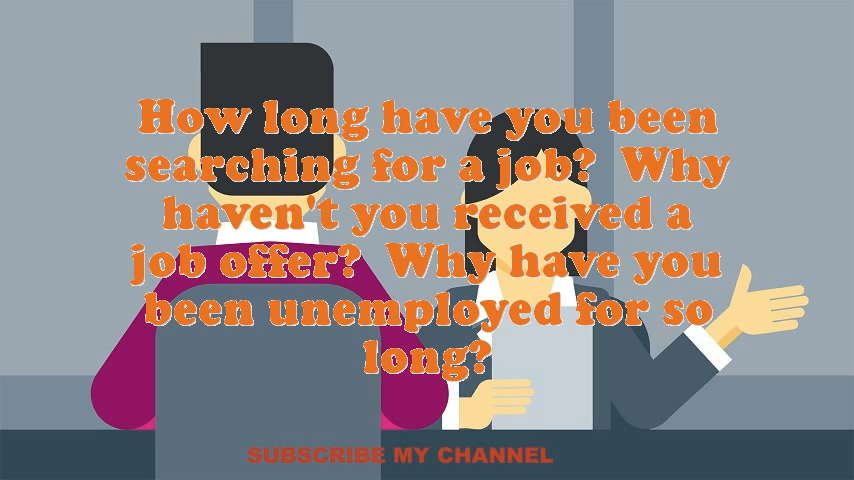 How long have you been
searching for a job?  Why
haven't you received a
job offer?  Why have you
been unemployed for so
long?
SUBSCRIBE MY CHANNEL